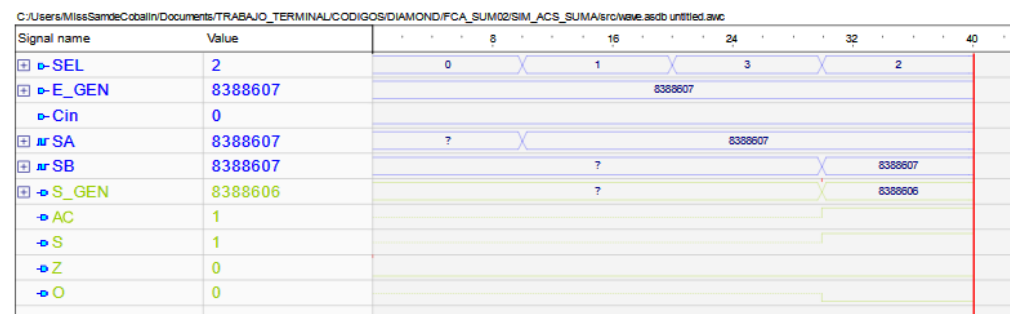 C:/Users/MissSamdeCobalin/Documents/TRABAJO_TERMINAL/CODIGOS/DIAMOND/FCA_SUM02/SIM_ACS_SUMA/src/wave.asdb untitled.awc
Signal name Value 8 16 24 32 40
SEL 2 0 1 3 2
E_GEN 8388607 8388607
Cin 0
SA 8388607 ? 8388607
SB 8388607 ? 8388607
S_GEN 8388606 ? 8388606
AC 1
S 1
Z 0
O 0